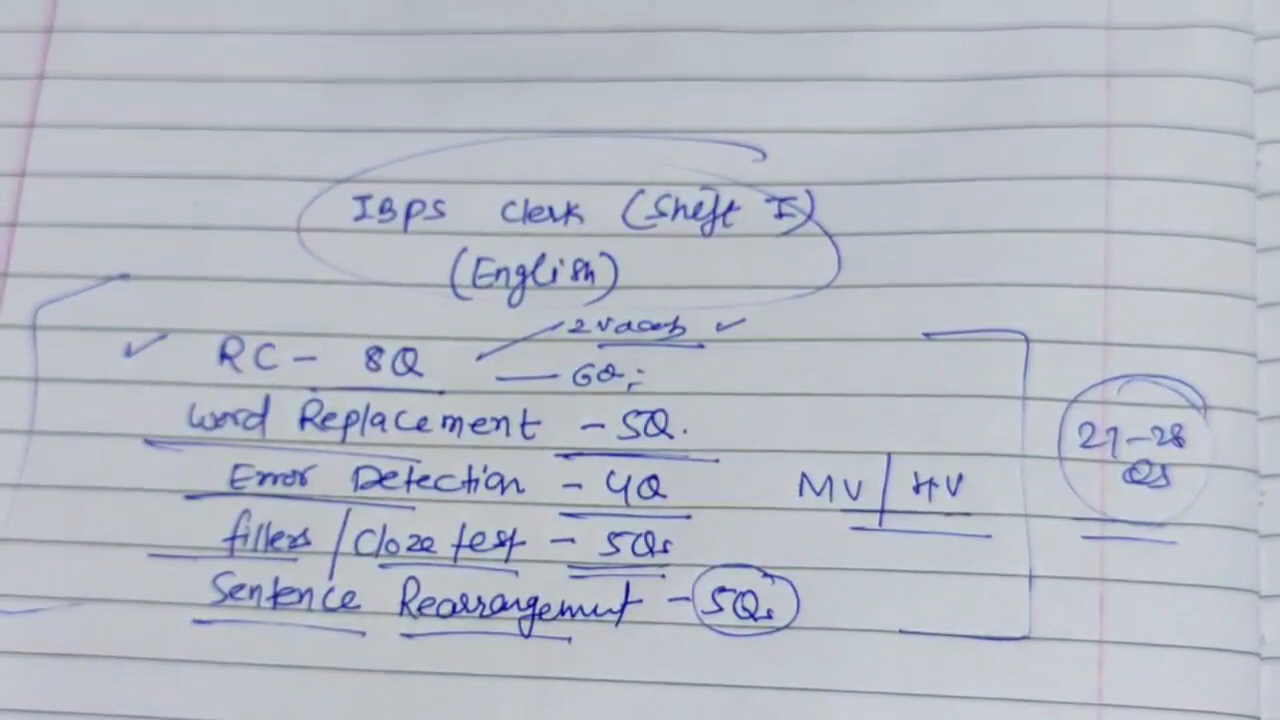 IBPS Clerk (Shift I)
(English)
RC - 8Q
2 Vocab ✓
6Q;
Word Replacement - 5Q.
Error Detection - 4Q
MV / HV
fillers / Cloze test - 5Qs
Sentence Rearrangement - 5Qs
27-28
Qs